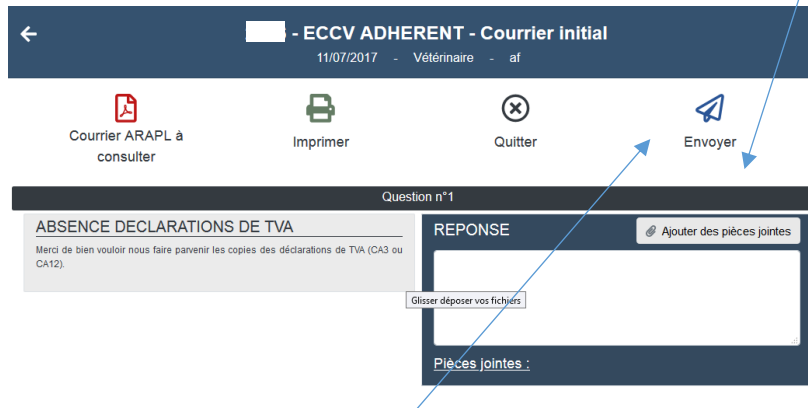 - ECCV ADHERENT - Courrier initial
11/07/2017 - Vétérinaire - af
Courrier ARAPL à
consulter
Imprimer
Quitter
Envoyer
Question n°1
ABSENCE DECLARATIONS DE TVA
Merci de bien vouloir nous faire parvenir les copies des déclarations de TVA (CA3 ou
CA12).
REPONSE
Ajouter des pièces jointes
Glisser déposer vos fichiers
Pièces jointes :